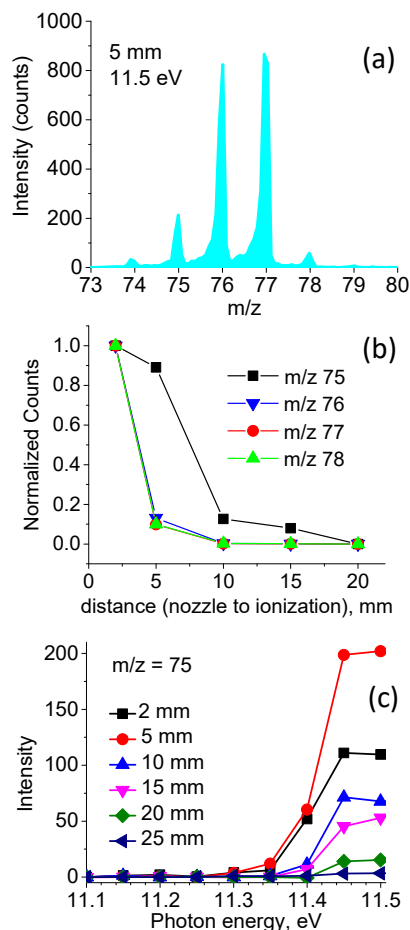 (a)
5 mm
11.5 eV
Intensity (counts)
1000
800
600
400
200
0
73 74 75 76 77 78 79 80
m/z
(b)
m/z 75
m/z 76
m/z 77
m/z 78
Normalized Counts
1.0
0.8
0.6
0.4
0.2
0.0
0 5 10 15 20
distance (nozzle to ionization), mm
(c)
m/z = 75
2 mm
5 mm
10 mm
15 mm
20 mm
25 mm
Intensity
200
150
100
50
0
11.1 11.2 11.3 11.4 11.5
Photon energy, eV